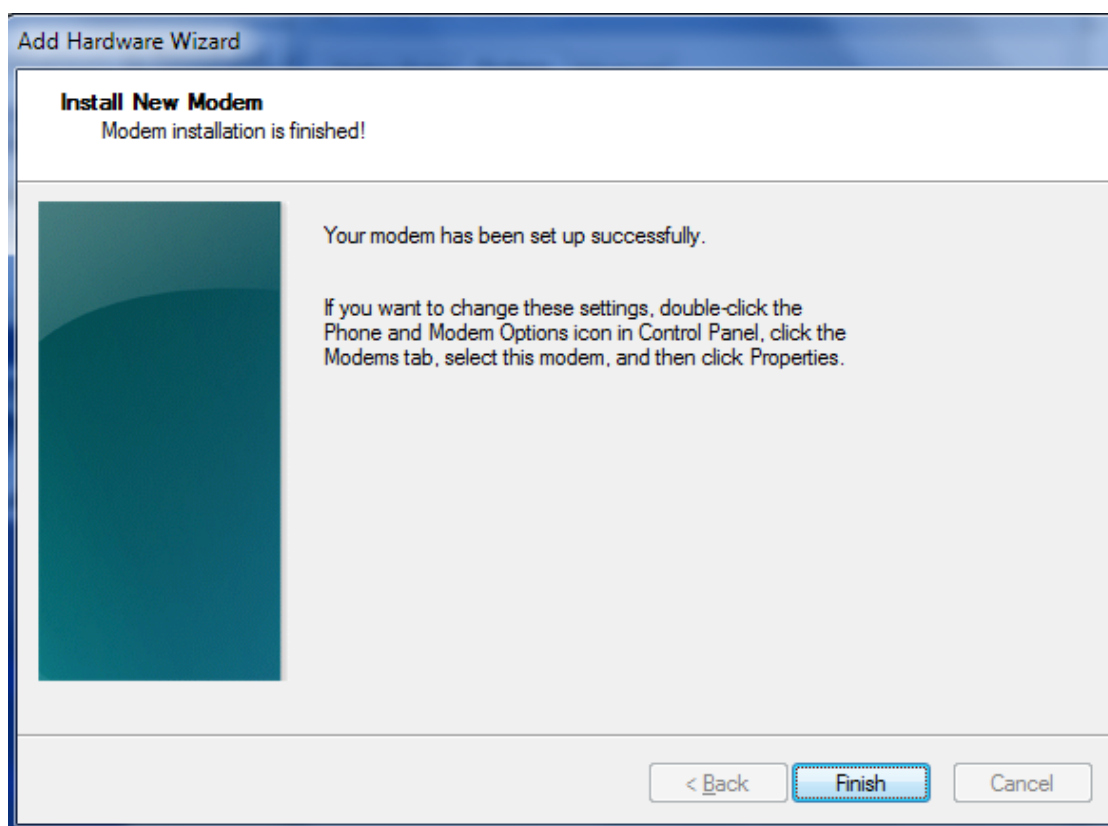 Add Hardware Wizard
Install New Modem
Modem installation is finished!
Your modem has been set up successfully.
If you want to change these settings, double-click the
Phone and Modem Options icon in Control Panel, click the
Modems tab, select this modem, and then click Properties.
< Back Finish Cancel